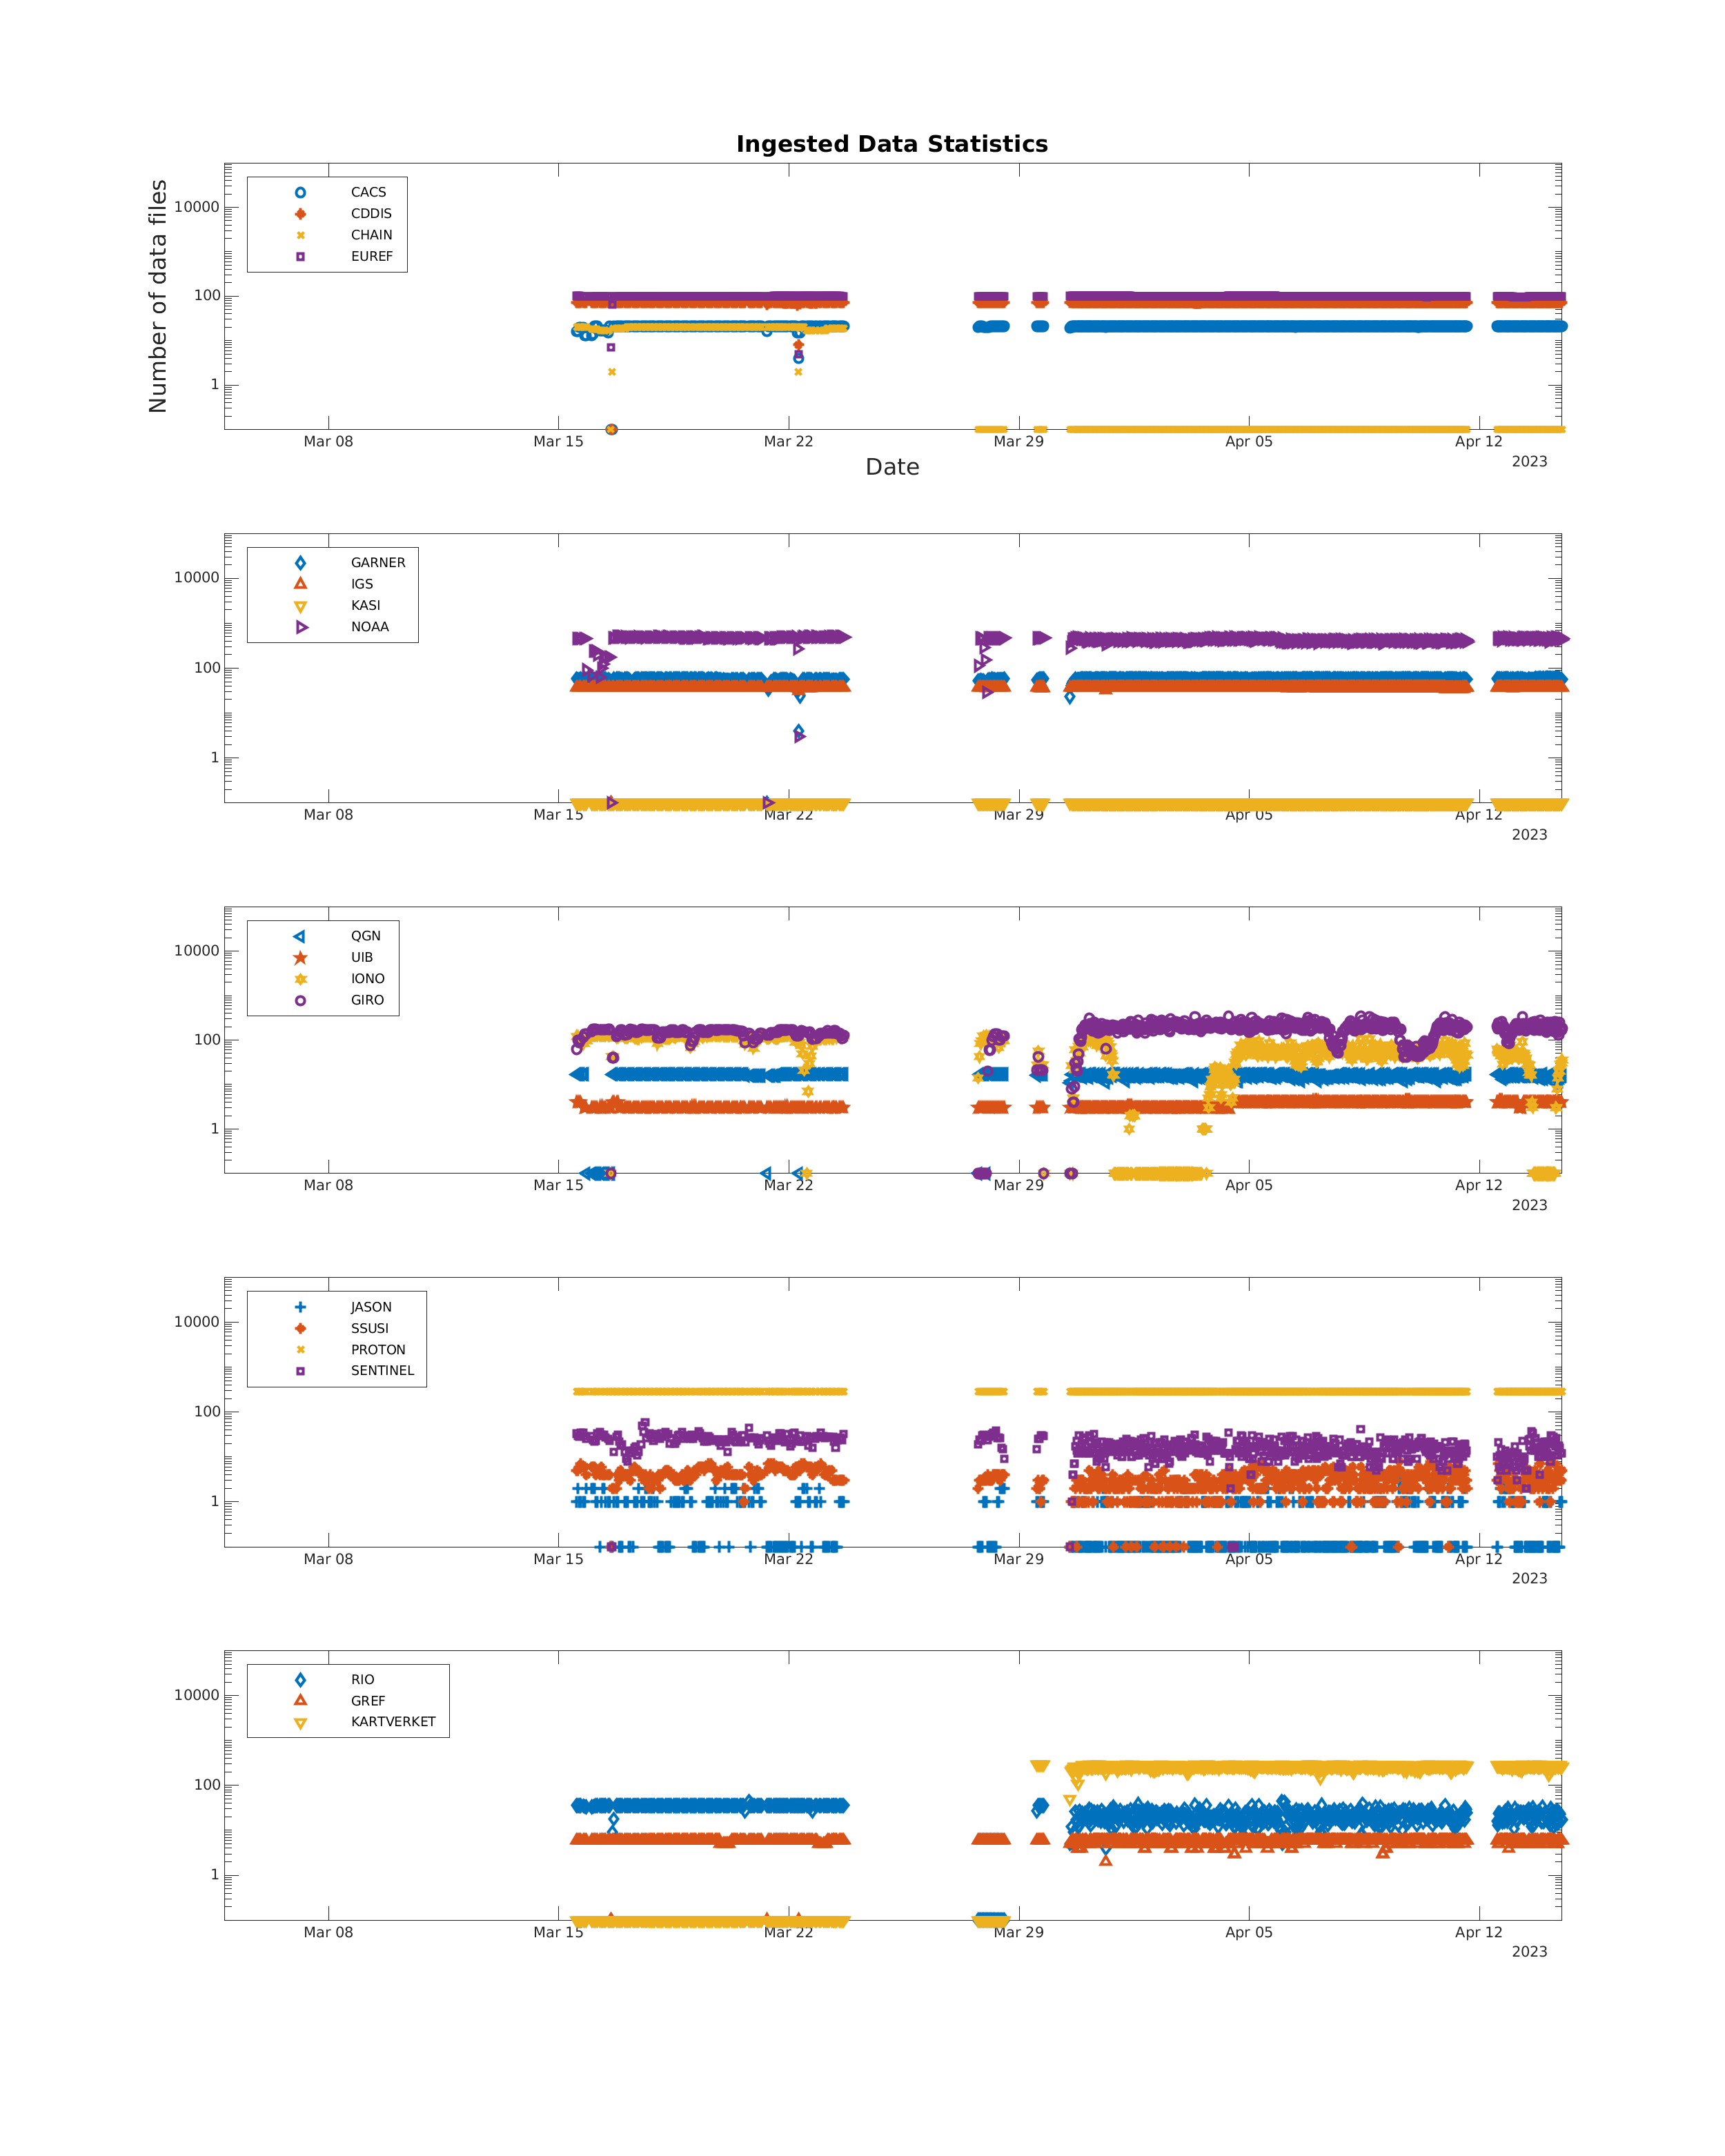 Ingested Data Statistics
Number of data files
10000
100
1
CACS
CDDIS
CHAIN
EUREF
Mar 08 Mar 15 Mar 22 Mar 29 Apr 05 Apr 12
2023
Date
10000
100
1
GARNER
IGS
KASI
NOAA
Mar 08 Mar 15 Mar 22 Mar 29 Apr 05 Apr 12
2023
10000
100
1
QGN
UIB
IONO
GIRO
Mar 08 Mar 15 Mar 22 Mar 29 Apr 05 Apr 12
2023
10000
100
1
JASON
SSUSI
PROTON
SENTINEL
Mar 08 Mar 15 Mar 22 Mar 29 Apr 05 Apr 12
2023
10000
100
1
RIO
GREF
KARTVERKET
Mar 08 Mar 15 Mar 22 Mar 29 Apr 05 Apr 12
2023